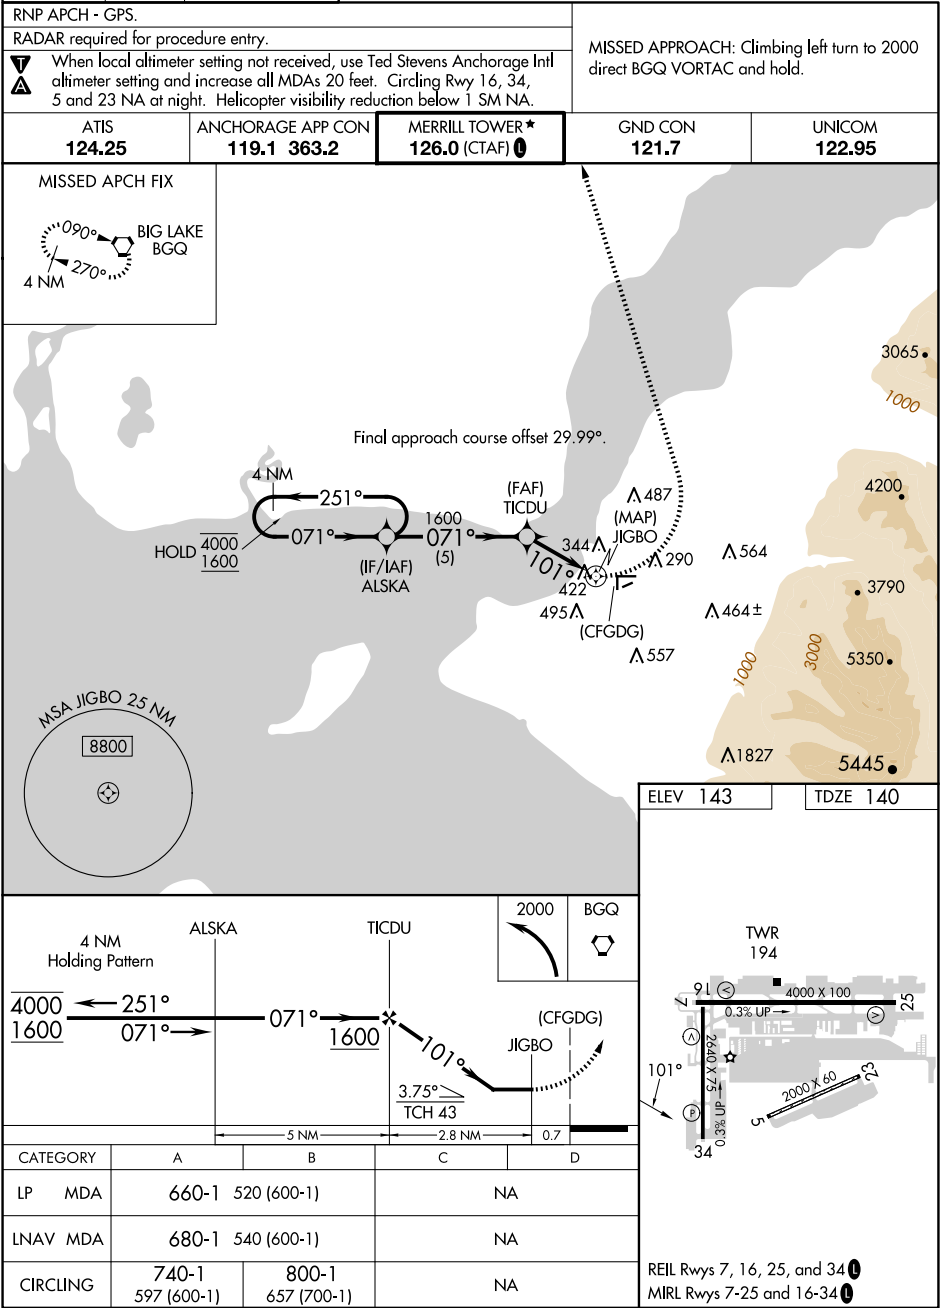 RNP APCH - GPS.
RADAR required for procedure entry.
T
A
When local altimeter setting not received, use Ted Stevens Anchorage Intl
altimeter setting and increase all MDAs 20 feet. Circling Rwy 16, 34,
5 and 23 NA at night. Helicopter visibility reduction below 1 SM NA.
MISSED APPROACH: Climbing left turn to 2000
direct BGQ VORTAC and hold.
ATIS
124.25
ANCHORAGE APP CON
119.1 363.2
MERRILL TOWER★
126.0 (CTAF) L
GND CON
121.7
UNICOM
122.95
MISSED APCH FIX
090°
BIG LAKE
BGQ
270°
4 NM
3065
1000
Final approach course offset 29.99°.
4 NM
251°
(FAF)
TICDU
4200
487
(MAP)
JIGBO
1600
HOLD
4000
1600
071°
071°
(5)
344
101°
290
564
(IF/IAF)
ALSKA
422
3790
495
464±
(CFGDG)
557
1000
3000
5350
MSA JIGBO 25 NM
8800
1827
5445
ELEV 143
TDZE 140
4 NM
Holding Pattern
ALSKA
TICDU
2000
BGQ
4000
1600
251°
071°
071°
1600
101°
(CFGDG)
JIGBO
3.75°
TCH 43
5 NM
2.8 NM
0.7
TWR
194
16
7
V
4000 X 100
25
0.3% UP
V
V
2640 X 75
101°
2000 X 60
23
5
P
0.3% UP
34
CATEGORY
A
B
C
D
LP MDA
660-1 520 (600-1)
NA
LNAV MDA
680-1 540 (600-1)
NA
CIRCLING
740-1
597 (600-1)
800-1
657 (700-1)
NA
REIL Rwys 7, 16, 25, and 34 L
MIRL Rwys 7-25 and 16-34 L